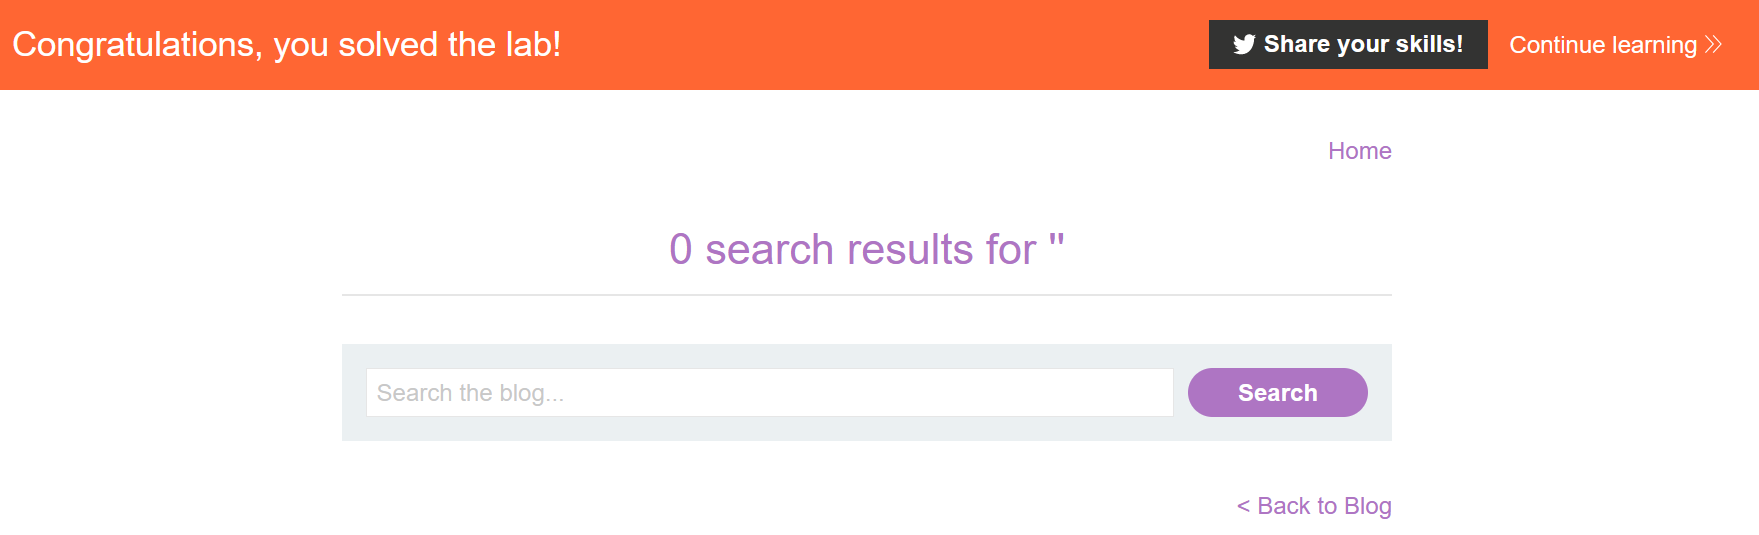 Congratulations, you solved the lab!
Share your skills!
Continue learning
Home
0 search results for ''
Search the blog...
Search
< Back to Blog